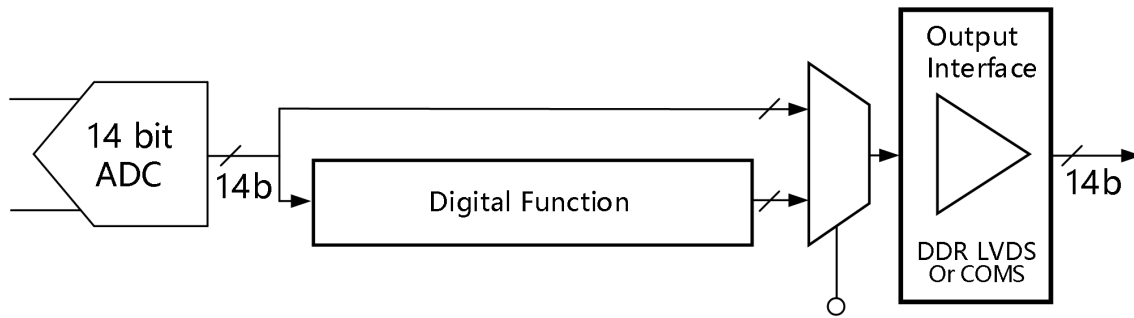 14 bit
ADC
14b
Digital Function
Output
Interface
DDR LVDS
Or COMS
14b